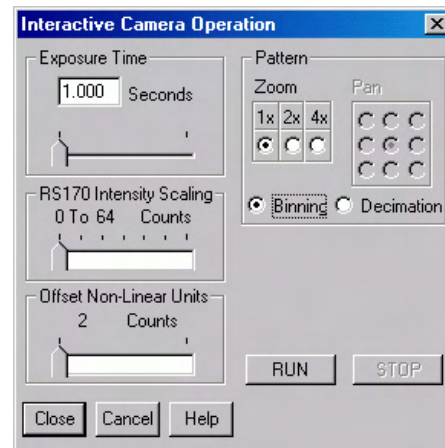 Interactive Camera Operation
Exposure Time
1.000 Seconds
RS170 Intensity Scaling
0 To 64 Counts
Offset Non-Linear Units
2 Counts
Pattern
Zoom
Pan
1x 2x 4x
Binning Decimation
RUN STOP
Close Cancel Help